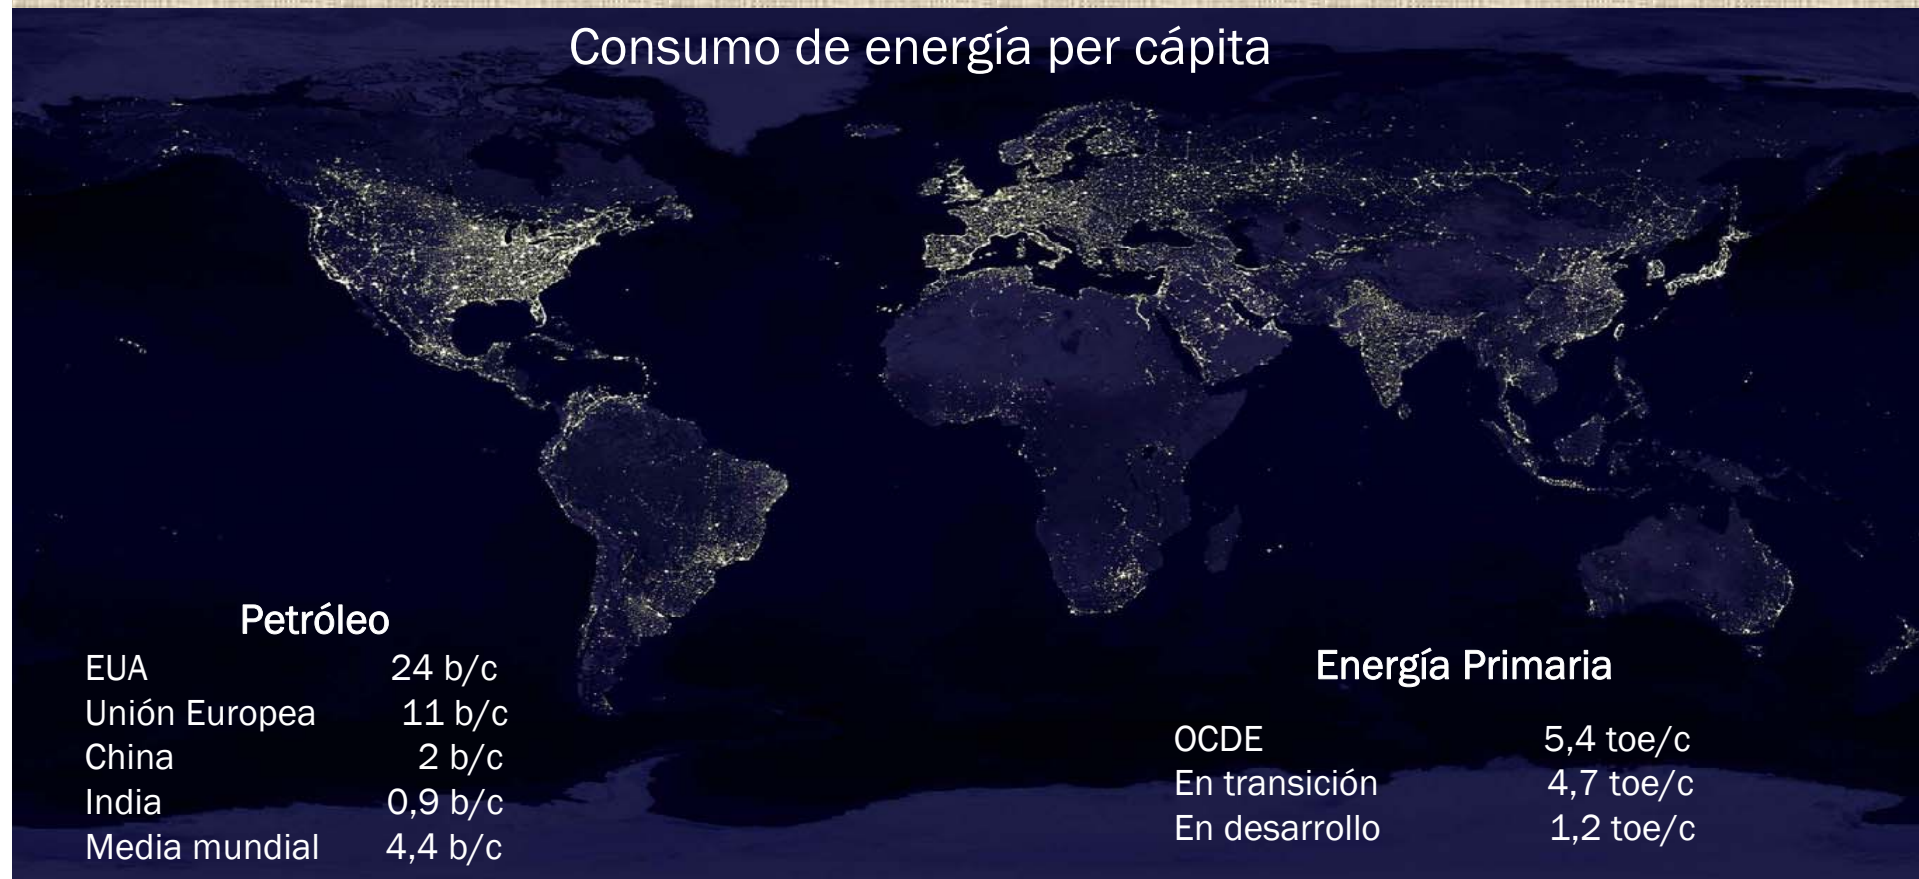 Consumo de energía per cápita
Petróleo
EUA 24 b/c
Unión Europea 11 b/c
China 2 b/c
India 0,9 b/c
Media mundial 4,4 b/c
Energía Primaria
OCDE 5,4 toe/c
En transición 4,7 toe/c
En desarrollo 1,2 toe/c